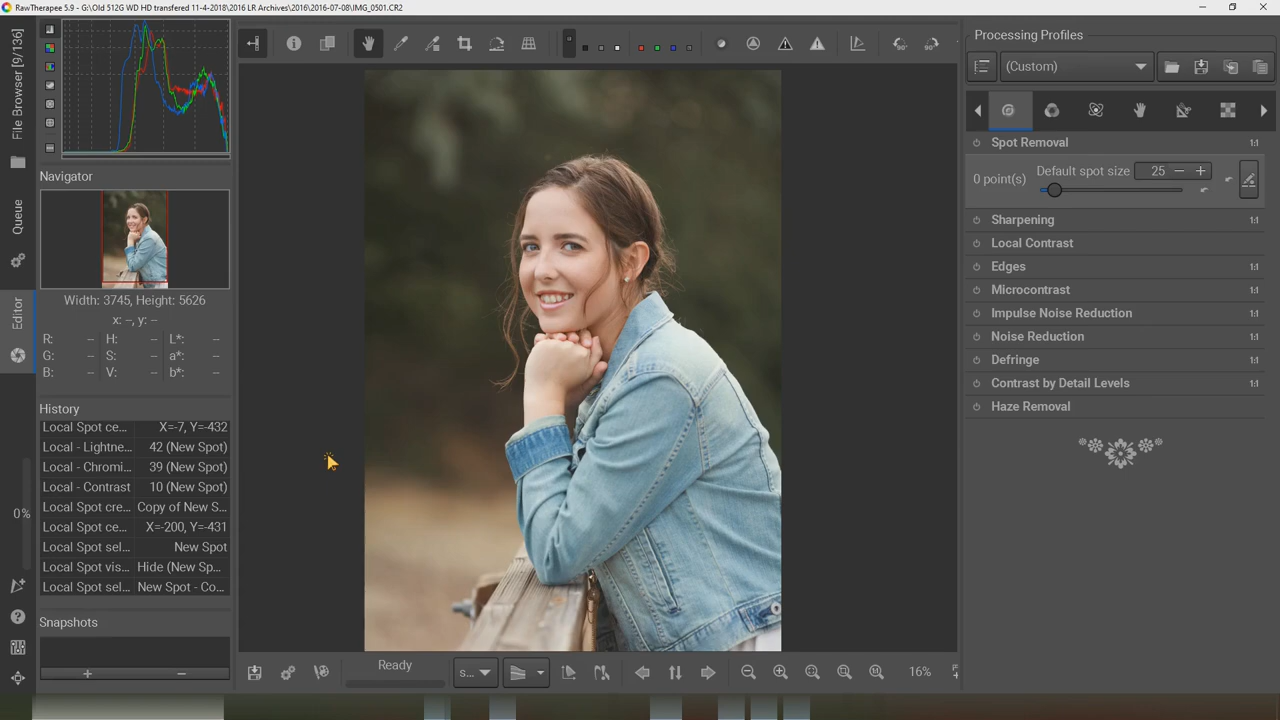 RawTherapee 5.9 - G:\Old 512G WD HD transfered 11-4-2018\2016 LR Archives\2016\2016-07-08\IMG_0501.CR2
File Browser [9/136]
Queue
Editor
0%
Navigator
Width: 3745, Height: 5626
x: --, y: --
R: -- H: -- L*: --
G: -- S: -- a*: --
B: -- V: -- b*: --
History
Local Spot ce... X=-7, Y=-432
Local - Lightne... 42 (New Spot)
Local - Chromi... 39 (New Spot)
Local - Contrast 10 (New Spot)
Local Spot cre... Copy of New S...
Local Spot ce... X=-200, Y=-431
Local Spot sel... New Spot
Local Spot vis... Hide (New Sp...
Local Spot sel... New Spot - Co...
Snapshots
Ready
s...
16%
Processing Profiles
(Custom)
Spot Removal 1:1
0 point(s) Default spot size 25
Sharpening 1:1
Local Contrast
Edges 1:1
Microcontrast 1:1
Impulse Noise Reduction 1:1
Noise Reduction 1:1
Defringe 1:1
Contrast by Detail Levels 1:1
Haze Removal